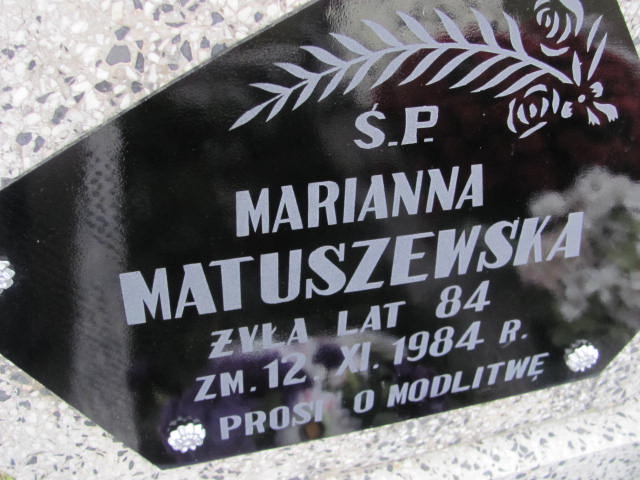 Ś.P.
MARIANNA
MATUSZEWSKA
ŻYŁA LAT 84
ZM. 12. XI. 1984 R.
PROSI O MODLITWĘ